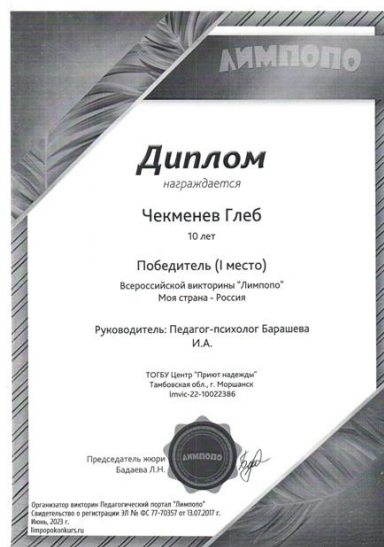 ЛИМПОПО
Диплом
награждается
Чекменев Глеб
10 лет
Победитель (I место)
Всероссийской викторины "Лимпопо"
Моя страна - Россия
Руководитель: Педагог-психолог Барашева
И.А.
ТОГБУ Центр "Приют надежды"
Тамбовская обл., г. Моршанск
lmvic-22-10022386
Председатель жюри
Бадаева Л.Н.
ЛИМПОПО
Организатор викторин Педагогический портал "Лимпопо"
Свидетельство о регистрации ЭЛ № ФС 77-70357 от 13.07.2017 г.
Июнь, 2023 г.
limpopokonkurs.ru